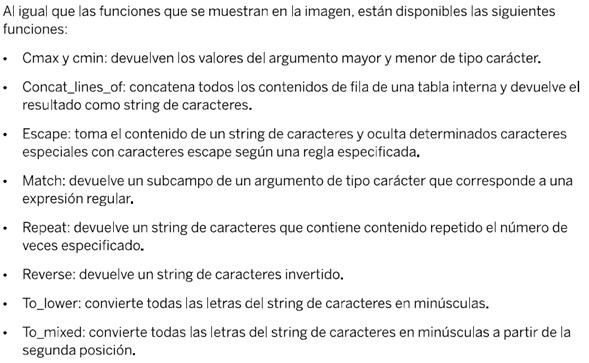 Al igual que las funciones que se muestran en la imagen, están disponibles las siguientes
funciones:
• Cmax y cmin: devuelven los valores del argumento mayor y menor de tipo carácter.
• Concat_lines_of: concatena todos los contenidos de fila de una tabla interna y devuelve el
resultado como string de caracteres.
• Escape: toma el contenido de un string de caracteres y oculta determinados caracteres
especiales con caracteres escape según una regla especificada.
• Match: devuelve un subcampo de un argumento de tipo carácter que corresponde a una
expresión regular.
• Repeat: devuelve un string de caracteres que contiene contenido repetido el número de
veces especificado.
• Reverse: devuelve un string de caracteres invertido.
• To_lower: convierte todas las letras del string de caracteres en minúsculas.
• To_mixed: convierte todas las letras del string de caracteres en minúsculas a partir de la
segunda posición.